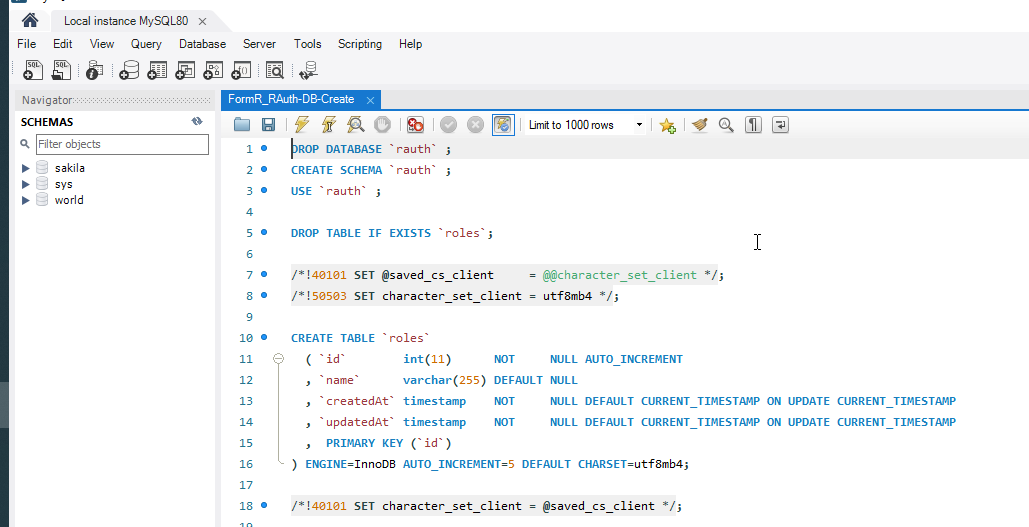 Local instance MySQL80
File Edit View Query Database Server Tools Scripting Help
SQL SQL
Navigator
SCHEMAS
Filter objects
sakila
sys
world
FormR_RAuth-DB-Create
Limit to 1000 rows
1 DROP DATABASE `rauth` ;
2 CREATE SCHEMA `rauth` ;
3 USE `rauth` ;
4
5 DROP TABLE IF EXISTS `roles`;
6
7 /*!40101 SET @saved_cs_client     = @@character_set_client */;
8 /*!50503 SET character_set_client = utf8mb4 */;
9
10 CREATE TABLE `roles`
11   ( `id`        int(11)      NOT     NULL AUTO_INCREMENT
12   , `name`      varchar(255) DEFAULT NULL
13   , `createdAt` timestamp    NOT     NULL DEFAULT CURRENT_TIMESTAMP ON UPDATE CURRENT_TIMESTAMP
14   , `updatedAt` timestamp    NOT     NULL DEFAULT CURRENT_TIMESTAMP ON UPDATE CURRENT_TIMESTAMP
15   ,  PRIMARY KEY (`id`)
16 ) ENGINE=InnoDB AUTO_INCREMENT=5 DEFAULT CHARSET=utf8mb4;
17
18 /*!40101 SET character_set_client = @saved_cs_client */;